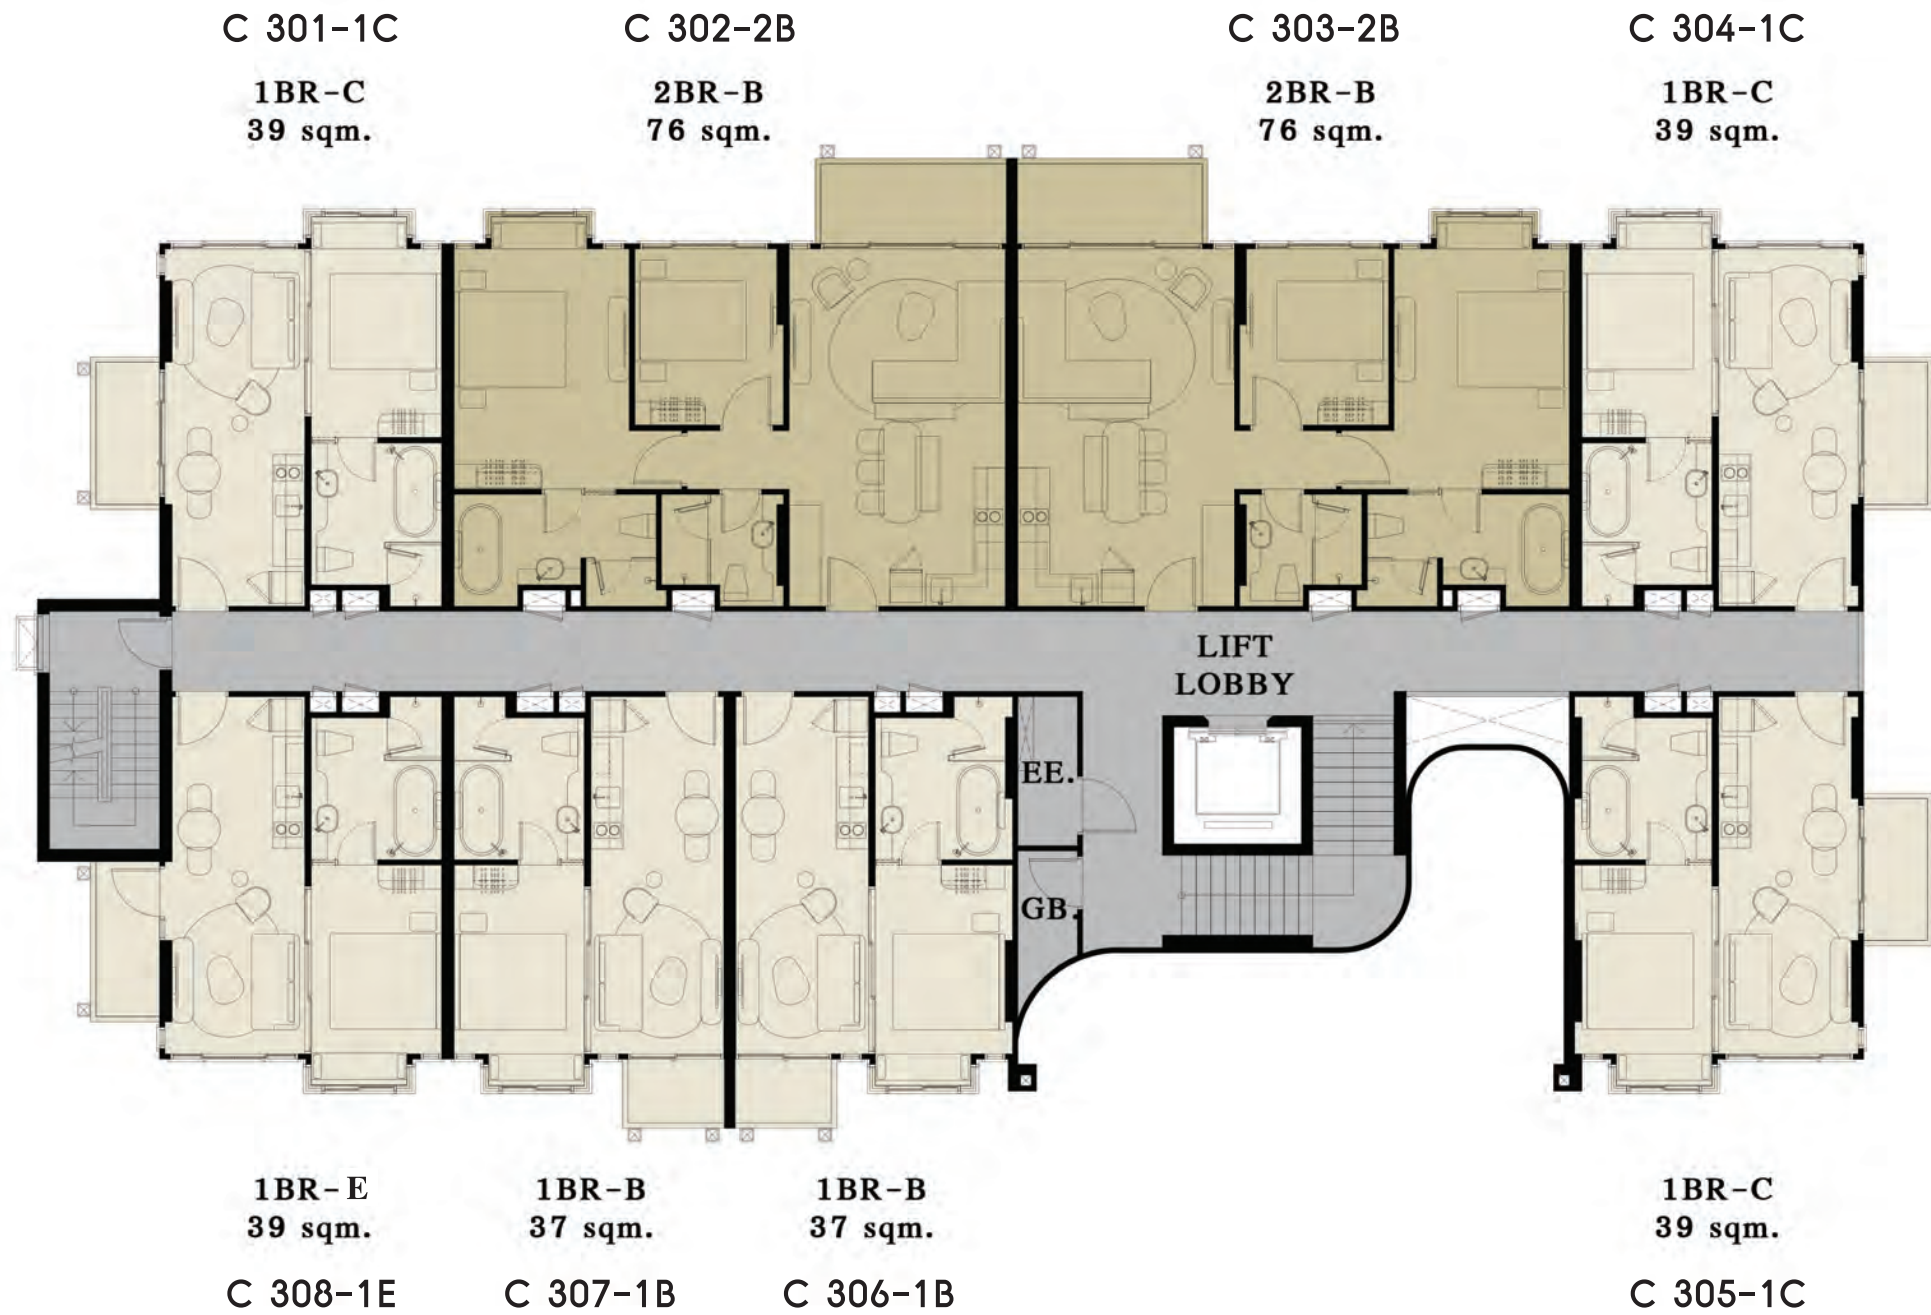 C 301-1C
C 302-2B
C 303-2B
C 304-1C
1BR-C
39 sqm.
2BR-B
76 sqm.
2BR-B
76 sqm.
1BR-C
39 sqm.
LIFT
LOBBY
EE.
GB.
1BR-E
39 sqm.
1BR-B
37 sqm.
1BR-B
37 sqm.
1BR-C
39 sqm.
C 308-1E
C 307-1B
C 306-1B
C 305-1C